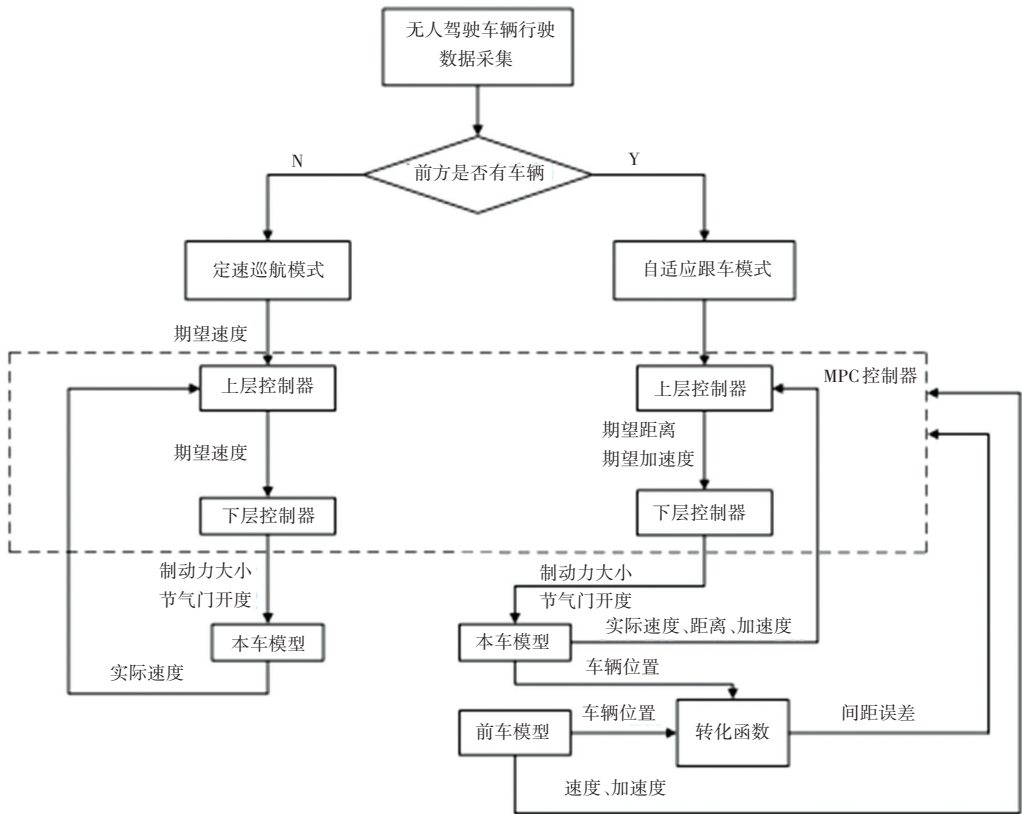 无人驾驶车辆行驶
数据采集
前方是否有车辆
N
Y
定速巡航模式
自适应跟车模式
期望速度
MPC控制器
上层控制器
上层控制器
期望速度
期望距离
期望加速度
下层控制器
下层控制器
制动力大小
节气门开度
制动力大小
节气门开度
本车模型
实际速度
本车模型
实际速度、距离、加速度
车辆位置
前车模型
车辆位置
转化函数
间距误差
速度、加速度